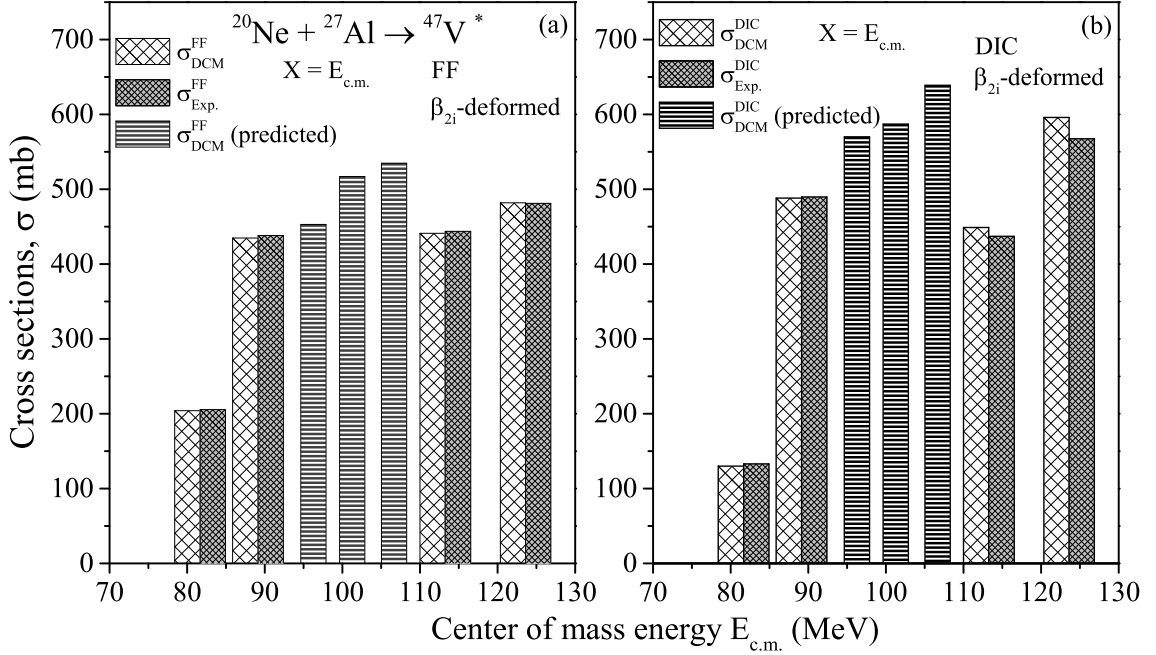 ²⁰Ne + ²⁷Al → ⁴⁷V *
(a)
σ^FF_DCM
σ^FF_Exp.
σ^FF_DCM (predicted)
X = E_c.m.
FF
β_2i-deformed
700
600
500
400
300
200
100
0
70 80 90 100 110 120 130
Cross sections, σ (mb)
(b)
σ^DIC_DCM
σ^DIC_Exp.
σ^DIC_DCM (predicted)
X = E_c.m.
DIC
β_2i-deformed
700
600
500
400
300
200
100
0
70 80 90 100 110 120 130
Center of mass energy E_c.m. (MeV)